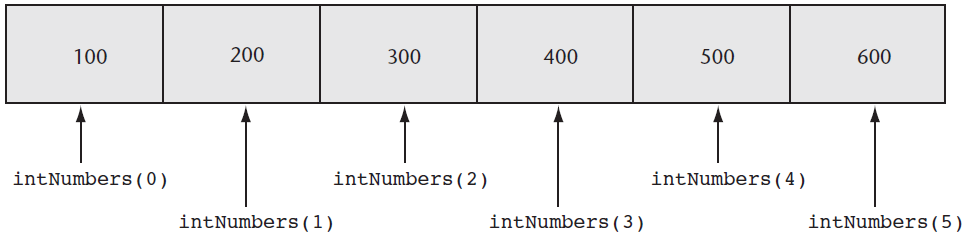 100 200 300 400 500 600
intNumbers(0) intNumbers(2) intNumbers(4)
intNumbers(1) intNumbers(3) intNumbers(5)